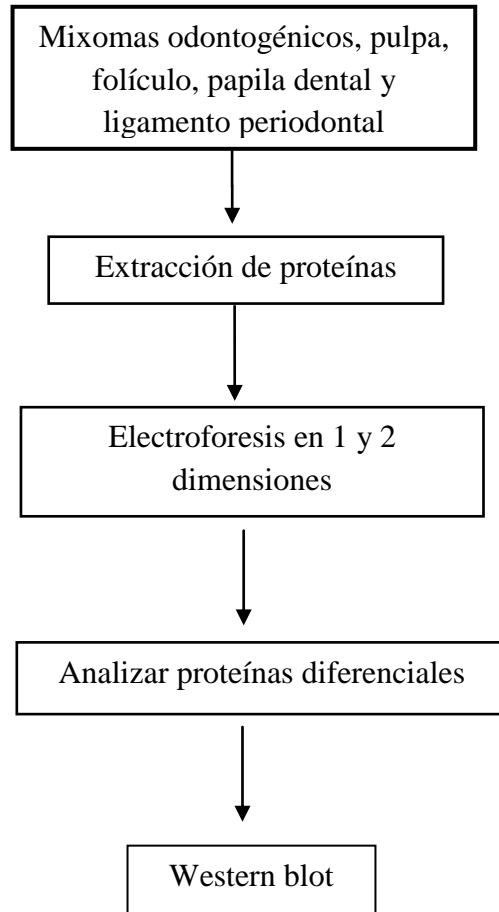 Mixomas odontogénicos, pulpa,
folículo, papila dental y
ligamento periodontal
Extracción de proteínas
Electroforesis en 1 y 2
dimensiones
Analizar proteínas diferenciales
Western blot